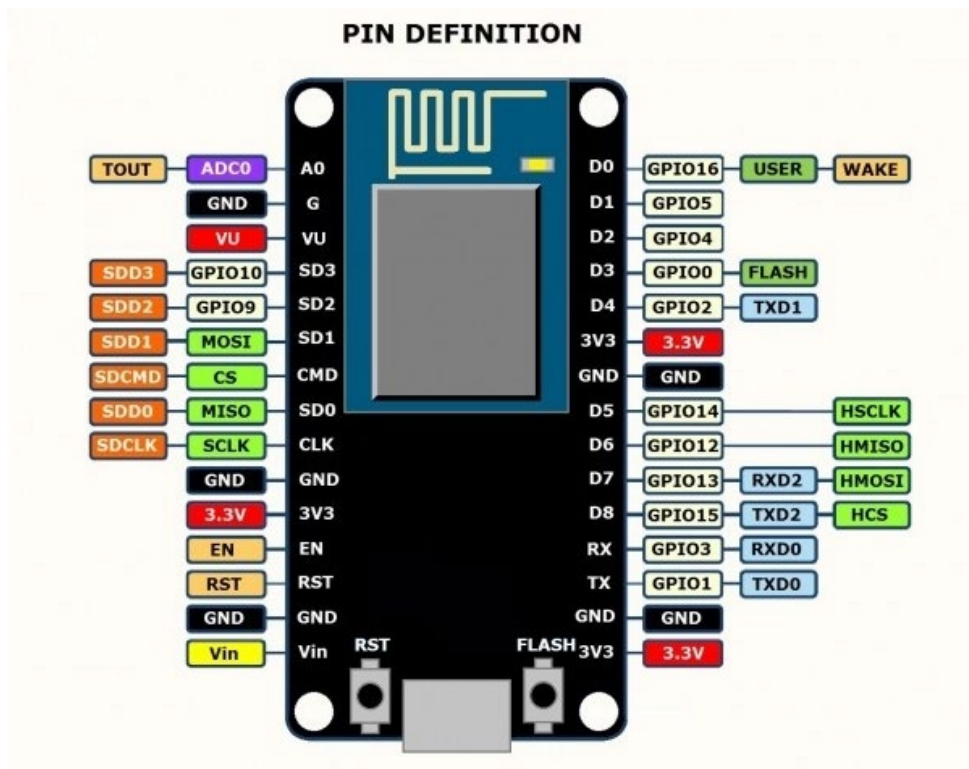 PIN DEFINITION
TOUT ADC0 A0 D0 GPIO16 USER WAKE
GND G D1 GPIO5
VU VU D2 GPIO4
SDD3 GPIO10 SD3 D3 GPIO0 FLASH
SDD2 GPIO9 SD2 D4 GPIO2 TXD1
SDD1 MOSI SD1 3V3 3.3V
SDCMD CS CMD GND GND
SDD0 MISO SD0 D5 GPIO14 HSCLK
SDCLK SCLK CLK D6 GPIO12 HMISO
GND GND D7 GPIO13 RXD2 HMOSI
3.3V 3V3 D8 GPIO15 TXD2 HCS
EN EN RX GPIO3 RXD0
RST RST TX GPIO1 TXD0
GND GND GND GND
Vin Vin RST FLASH 3V3 3.3V